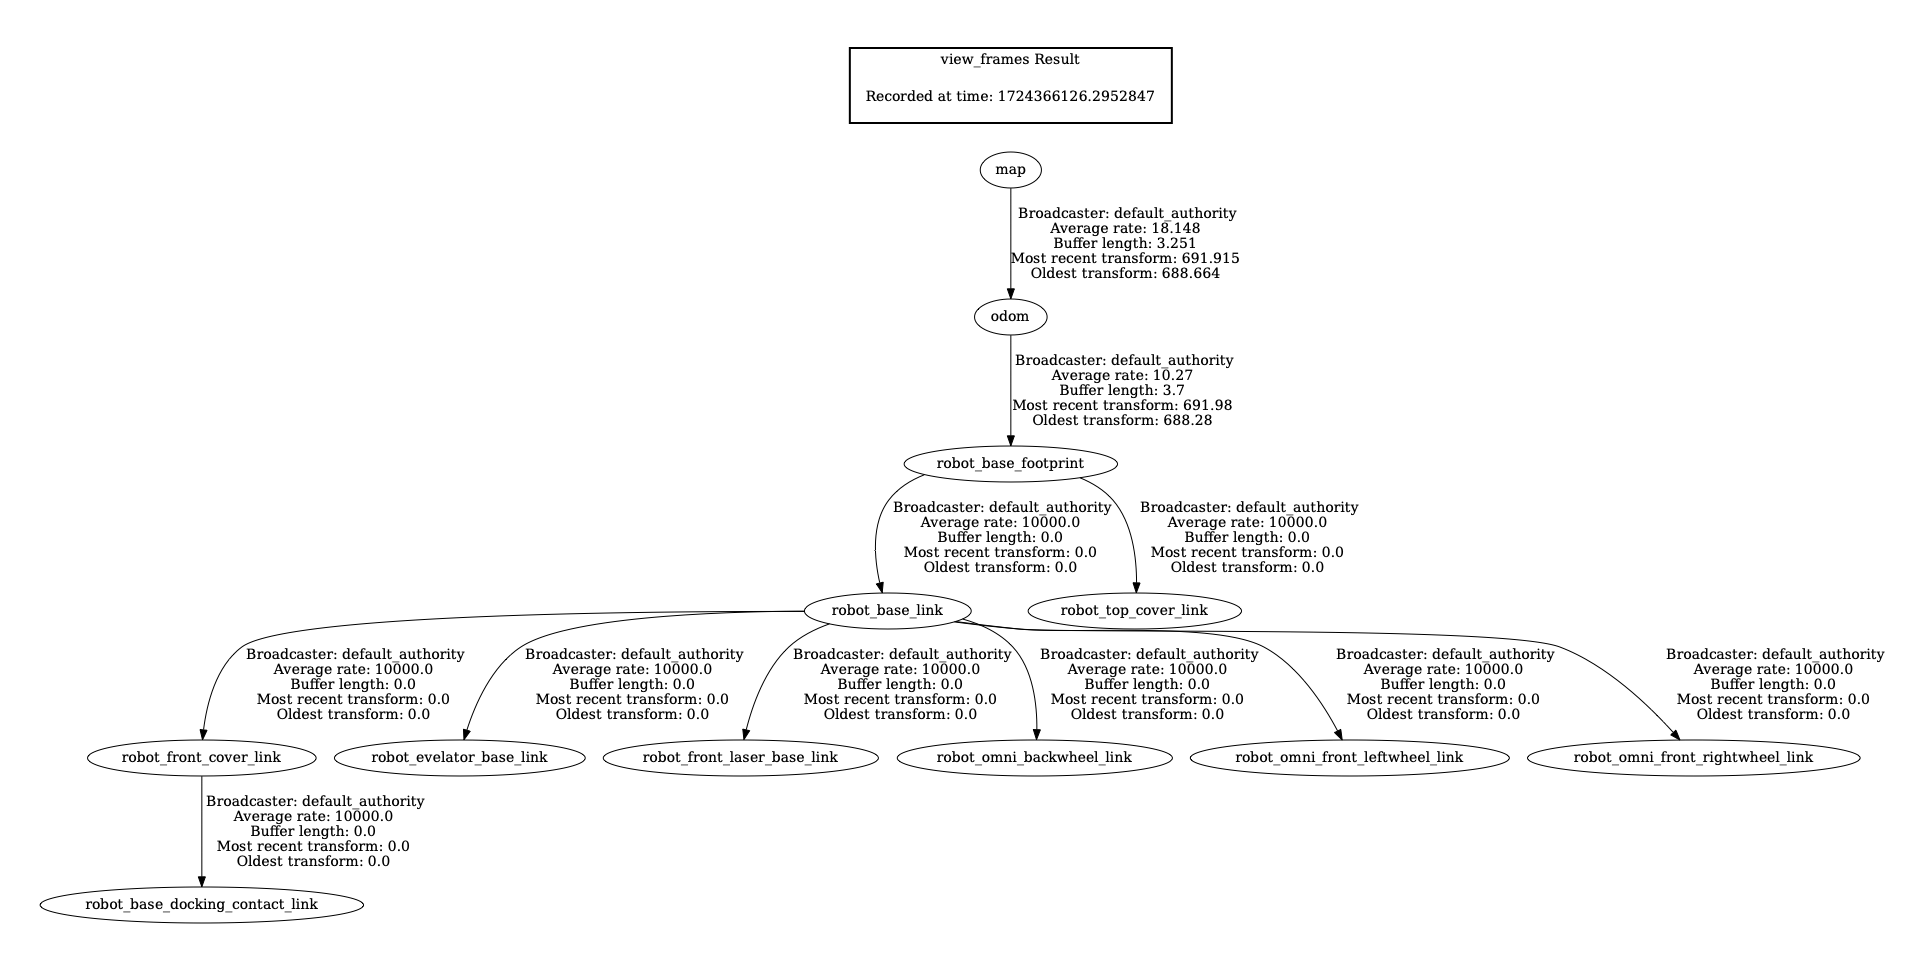 view_frames Result
Recorded at time: 1724366126.2952847
map
Broadcaster: default_authority
Average rate: 18.148
Buffer length: 3.251
Most recent transform: 691.915
Oldest transform: 688.664
odom
Broadcaster: default_authority
Average rate: 10.27
Buffer length: 3.7
Most recent transform: 691.98
Oldest transform: 688.28
robot_base_footprint
Broadcaster: default_authority
Average rate: 10000.0
Buffer length: 0.0
Most recent transform: 0.0
Oldest transform: 0.0
Broadcaster: default_authority
Average rate: 10000.0
Buffer length: 0.0
Most recent transform: 0.0
Oldest transform: 0.0
robot_base_link
robot_top_cover_link
Broadcaster: default_authority
Average rate: 10000.0
Buffer length: 0.0
Most recent transform: 0.0
Oldest transform: 0.0
Broadcaster: default_authority
Average rate: 10000.0
Buffer length: 0.0
Most recent transform: 0.0
Oldest transform: 0.0
Broadcaster: default_authority
Average rate: 10000.0
Buffer length: 0.0
Most recent transform: 0.0
Oldest transform: 0.0
Broadcaster: default_authority
Average rate: 10000.0
Buffer length: 0.0
Most recent transform: 0.0
Oldest transform: 0.0
Broadcaster: default_authority
Average rate: 10000.0
Buffer length: 0.0
Most recent transform: 0.0
Oldest transform: 0.0
Broadcaster: default_authority
Average rate: 10000.0
Buffer length: 0.0
Most recent transform: 0.0
Oldest transform: 0.0
robot_front_cover_link
robot_evelator_base_link
robot_front_laser_base_link
robot_omni_backwheel_link
robot_omni_front_leftwheel_link
robot_omni_front_rightwheel_link
Broadcaster: default_authority
Average rate: 10000.0
Buffer length: 0.0
Most recent transform: 0.0
Oldest transform: 0.0
robot_base_docking_contact_link